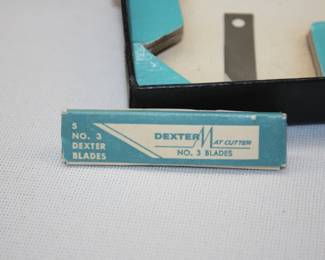 5
NO. 3
DEXTER
BLADES
DEXTER MAT CUTTER
NO. 3 BLADES